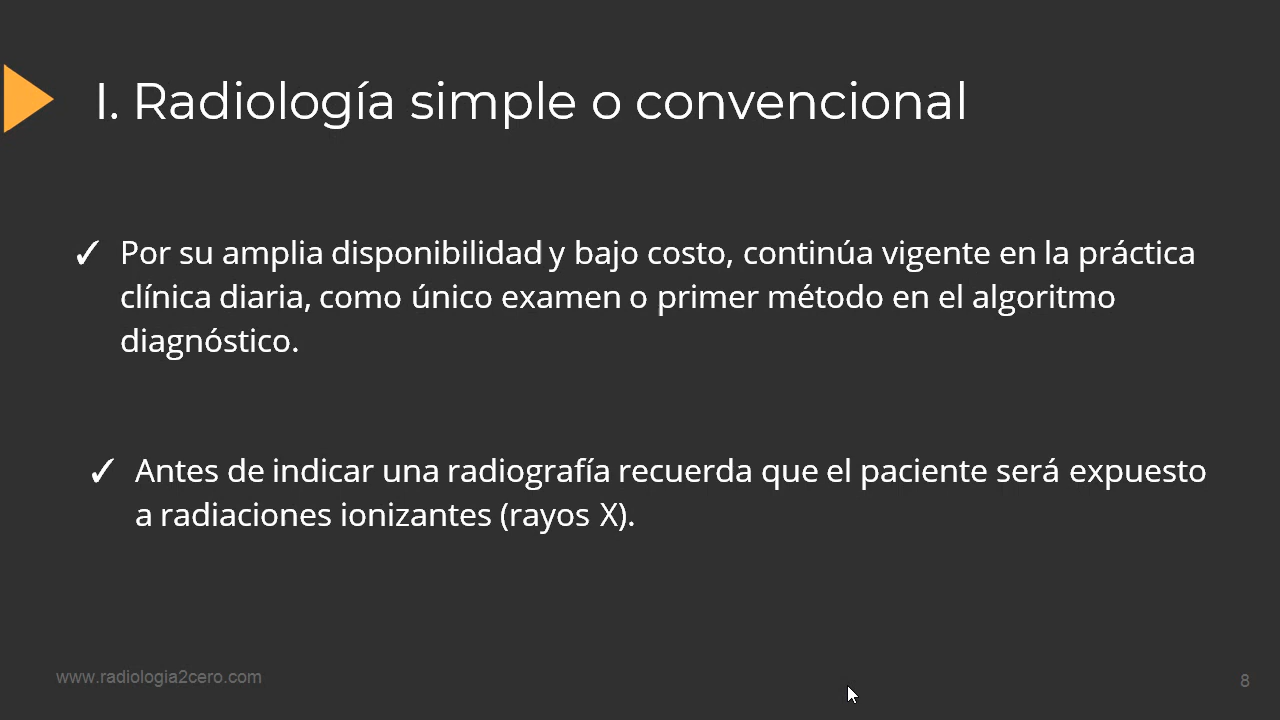 I. Radiología simple o convencional
✓ Por su amplia disponibilidad y bajo costo, continúa vigente en la práctica
clínica diaria, como único examen o primer método en el algoritmo
diagnóstico.
✓ Antes de indicar una radiografía recuerda que el paciente será expuesto
a radiaciones ionizantes (rayos X).
www.radiologia2cero.com
8